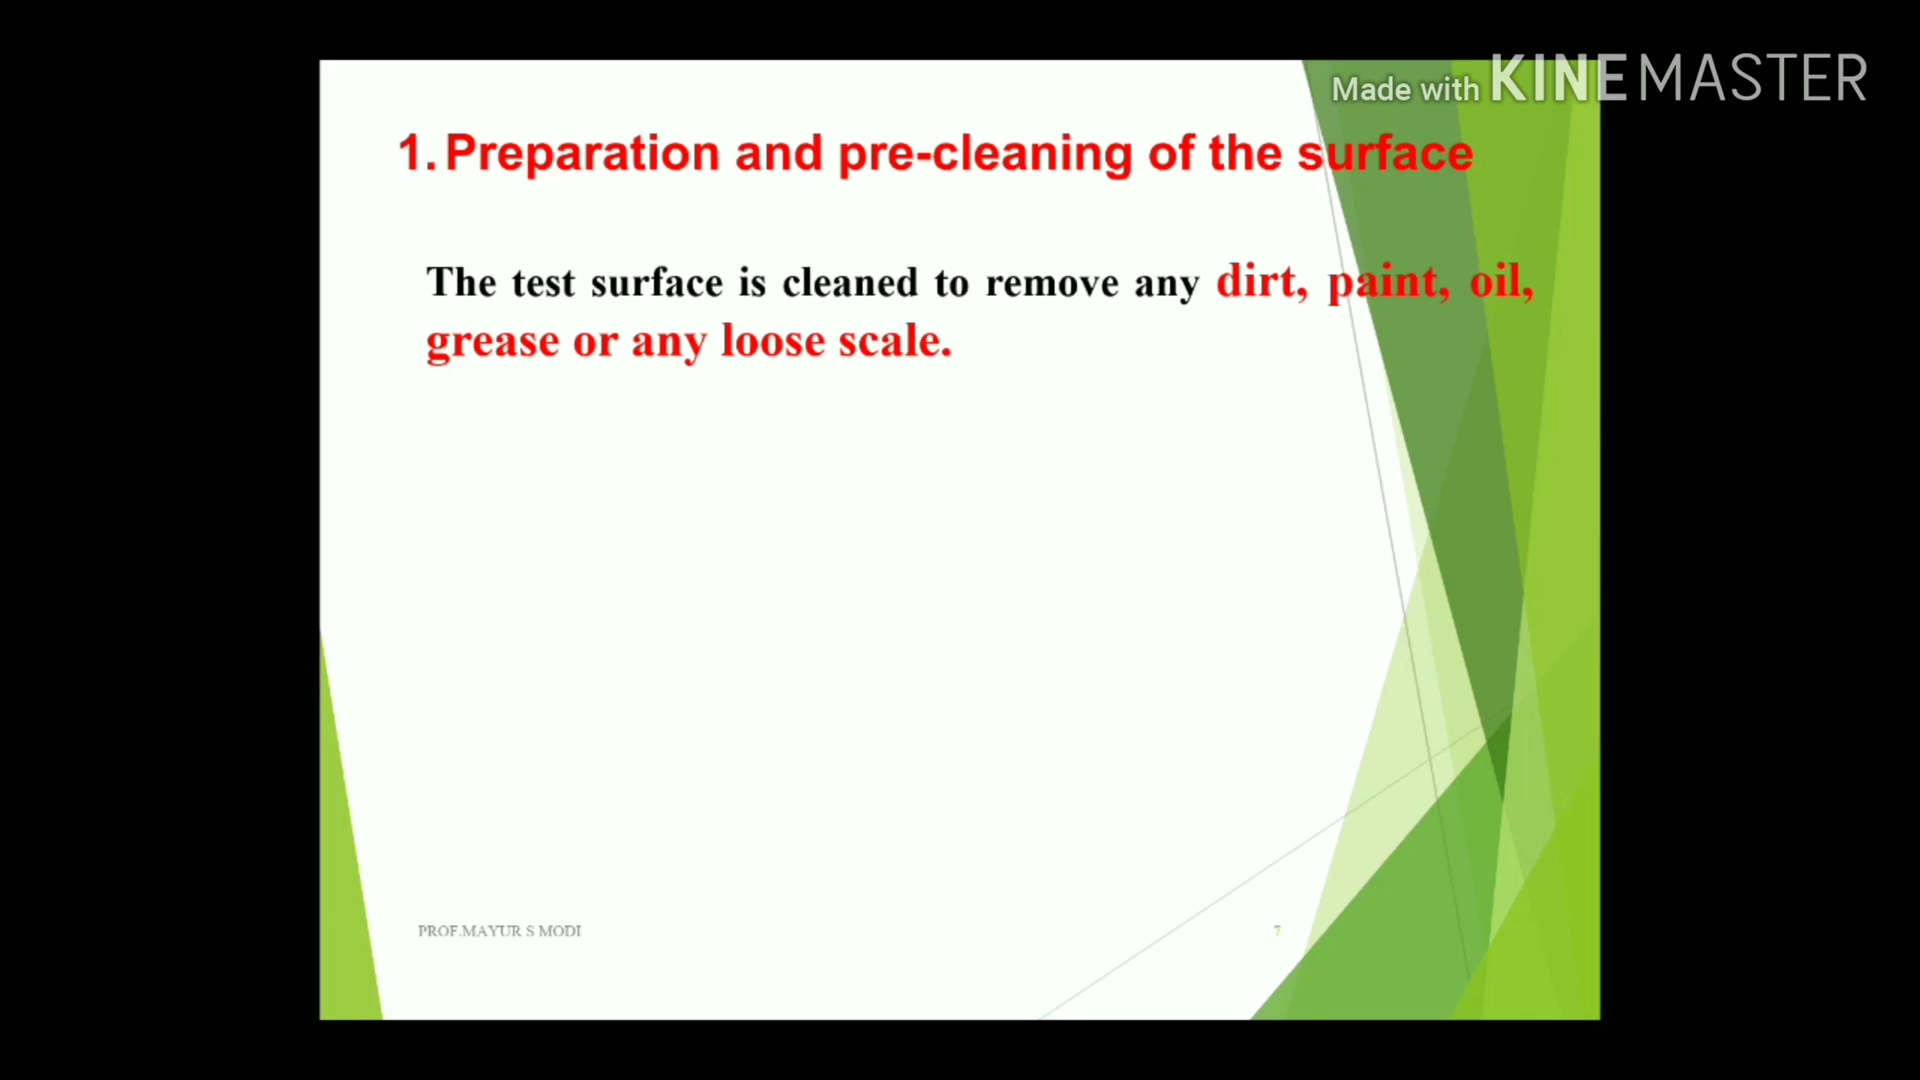 Made with KINEMASTER
1. Preparation and pre-cleaning of the surface
The test surface is cleaned to remove any dirt, paint, oil,
grease or any loose scale.
PROF.MAYUR S MODI
7